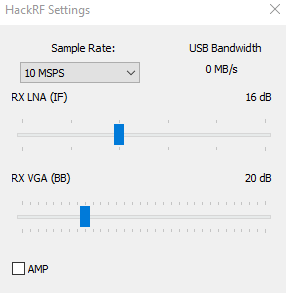 HackRF Settings
Sample Rate:
USB Bandwidth
10 MSPS
0 MB/s
RX LNA (IF)
16 dB
RX VGA (BB)
20 dB
AMP